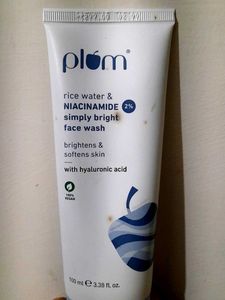 plum®
rice water &
NIACINAMIDE 2%
simply bright
face wash
brightens &
softens skin
with hyaluronic acid
100%
VEGAN
100 ml ℮ 3.38 fl. oz.